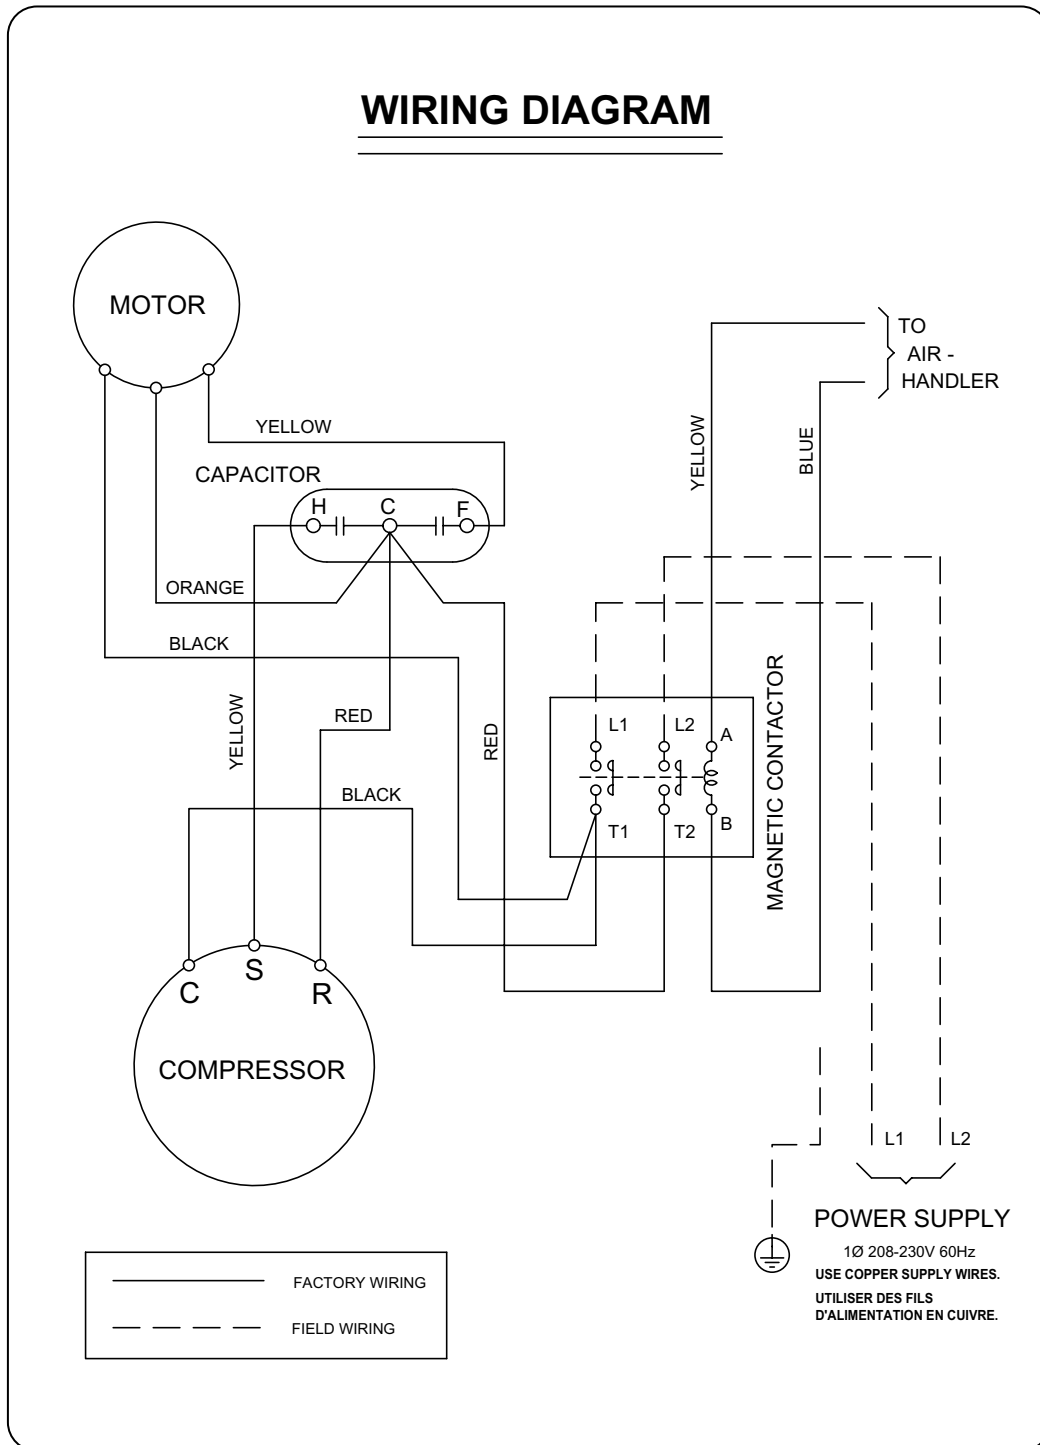 WIRING DIAGRAM
MOTOR
TO
AIR -
HANDLER
YELLOW
YELLOW
BLUE
CAPACITOR
H
C
F
ORANGE
BLACK
YELLOW
RED
RED
L1
L2
A
MAGNETIC CONTACTOR
BLACK
T1
T2
B
C
S
R
COMPRESSOR
L1
L2
POWER SUPPLY
1Ø 208-230V 60Hz
USE COPPER SUPPLY WIRES.
UTILISER DES FILS
D'ALIMENTATION EN CUIVRE.
FACTORY WIRING
FIELD WIRING